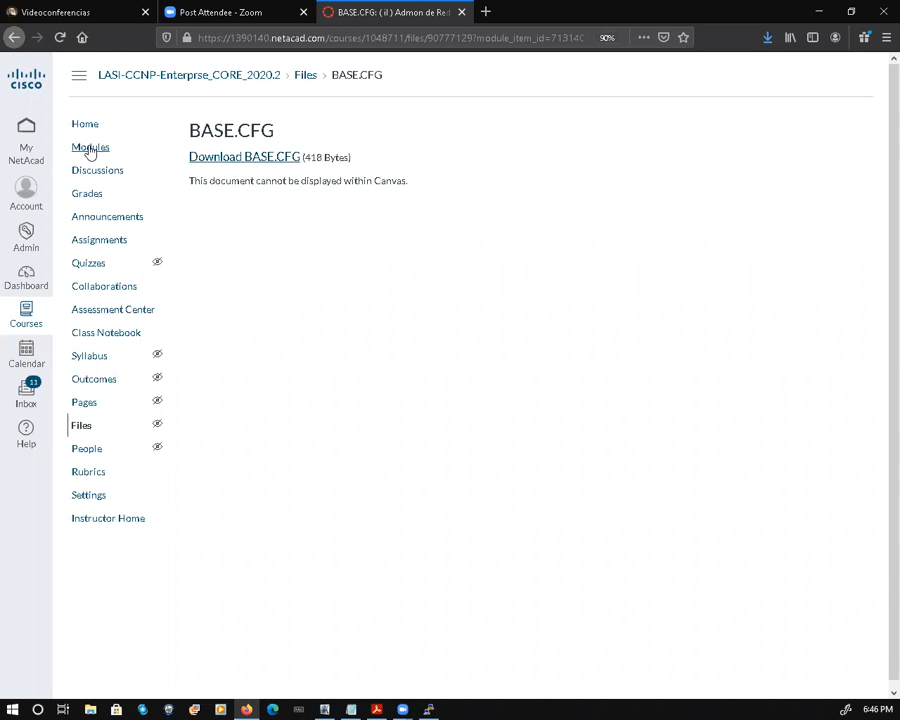 Videoconferencias
Post Attendee - Zoom
BASE.CFG: ( il ) Admon de Red
https://1390140.netacad.com/courses/1048711/files/90777129?module_item_id=713140
90%
CISCO
LASI-CCNP-Enterprse_CORE_2020.2 › Files › BASE.CFG
My NetAcad
Account
Admin
Dashboard
Courses
Calendar
11
Inbox
Help
Home
Modules
Discussions
Grades
Announcements
Assignments
Quizzes
Collaborations
Assessment Center
Class Notebook
Syllabus
Outcomes
Pages
Files
People
Rubrics
Settings
Instructor Home
BASE.CFG
Download BASE.CFG (418 Bytes)
This document cannot be displayed within Canvas.
6:46 PM